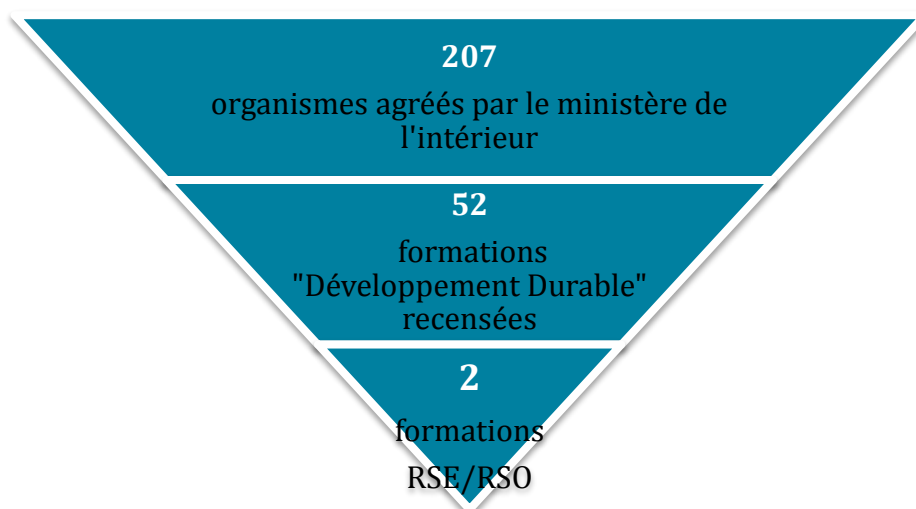 207
organismes agréés par le ministère de
l'intérieur
52
formations
"Développement Durable"
recensées
2
formations
RSE/RSO